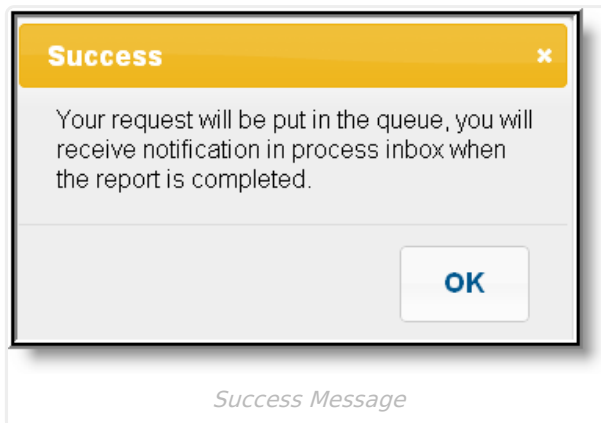 Success
×
Your request will be put in the queue, you will
receive notification in process inbox when
the report is completed.
OK
Success Message